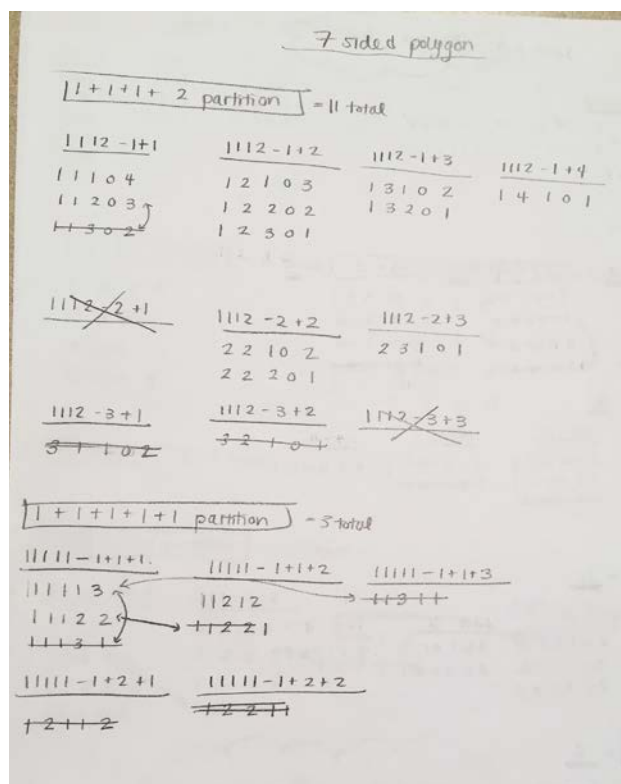 7 sided polygon
1+1+1+ 2 partition = 11 total
1112 -1+1 1112 -1+2 1112 -1+3 1112 -1+4
11104 12103 13102 14101
11203 12202 13201
11302 12301
1112 -2+1 1112 -2+2 1112 -2+3
22102 23101
22201
1112 -3+1 1112 -3+2 1112 -3+3
31102 32101
1+1+1+1+1 partition = 3 total
11111 - 1+1+1. 11111 - 1+1+2 11111 - 1+1+3
11113 11212 11311
11122 11221
11131
11111 - 1+2+1 11111 - 1+2+2
12112 12211